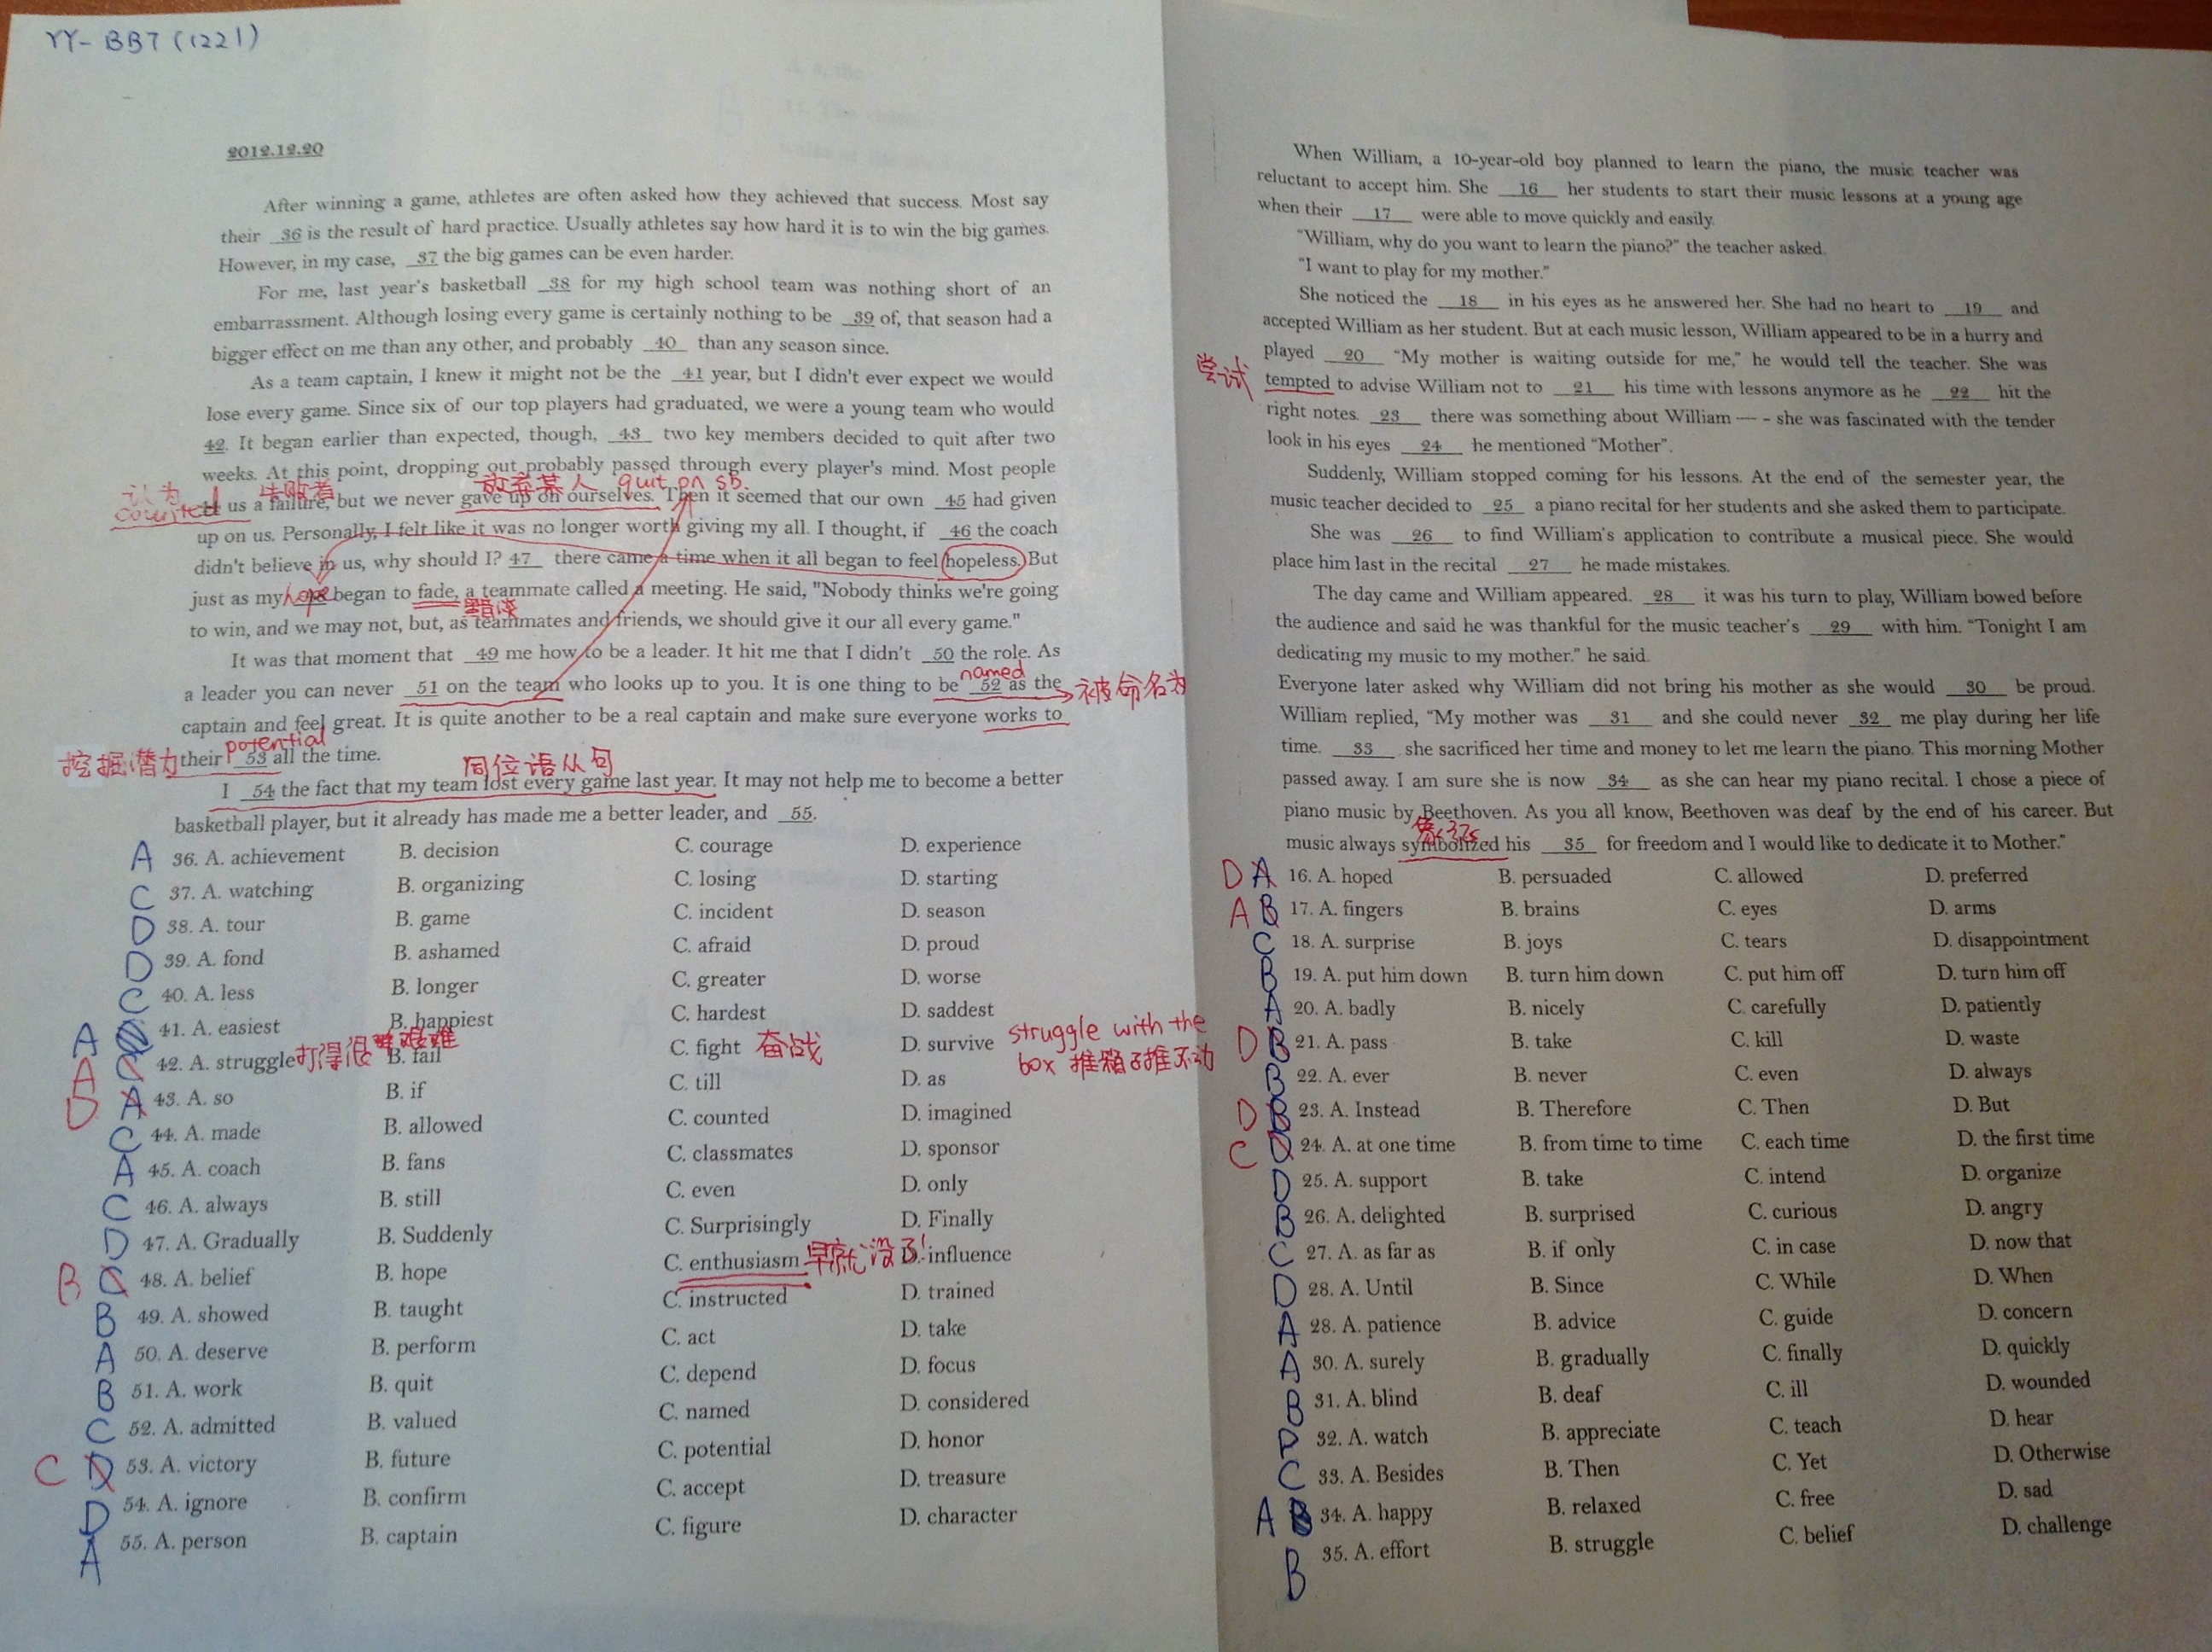 YY-BBT(1221)
2012.12.20
After winning a game, athletes are often asked how they achieved that success. Most say
their 36 is the result of hard practice. Usually athletes say how hard it is to win the big games.
However, in my case, 37 the big games can be even harder.
For me, last year's basketball 38 for my high school team was nothing short of an
embarrassment. Although losing every game is certainly nothing to be 39 of, that season had a
bigger effect on me than any other, and probably 40 than any season since.
As a team captain, I knew it might not be the 41 year, but I didn't ever expect we would
lose every game. Since six of our top players had graduated, we were a young team who would
42. It began earlier than expected, though, 43 two key members decided to quit after two
weeks. At this point, dropping out probably passed through every player's mind. Most people
认为 失败者 放弃某人 quit on sb.
counted us a failure, but we never gave up on ourselves. Then it seemed that our own 45 had given
up on us. Personally, I felt like it was no longer worth giving my all. I thought, if 46 the coach
didn't believe in us, why should I? 47 there came a time when it all began to feel hopeless. But
just as my hope began to fade, a teammate called a meeting. He said, "Nobody thinks we're going
黯淡
to win, and we may not, but, as teammates and friends, we should give it our all every game."
It was that moment that 49 me how to be a leader. It hit me that I didn't 50 the role. As
named
a leader you can never 51 on the team who looks up to you. It is one thing to be 52 as the 被命名为
captain and feel great. It is quite another to be a real captain and make sure everyone works to
potential
挖掘潜力 their 53 all the time.
同位语从句
I 54 the fact that my team lost every game last year. It may not help me to become a better
basketball player, but it already has made me a better leader, and 55.
A 36. A. achievement B. decision C. courage D. experience
C 37. A. watching B. organizing C. losing D. starting
D 38. A. tour B. game C. incident D. season
D 39. A. fond B. ashamed C. afraid D. proud
C 40. A. less B. longer C. greater D. worse
A 41. A. easiest B. happiest C. hardest D. saddest
A C 42. A. struggle 打得很艰难 B. fail C. fight 奋战 D. survive struggle with the
box 推箱子推不动
D A 43. A. so B. if C. till D. as
C 44. A. made B. allowed C. counted D. imagined
A 45. A. coach B. fans C. classmates D. sponsor
C 46. A. always B. still C. even D. only
D 47. A. Gradually B. Suddenly C. Surprisingly D. Finally
B C 48. A. belief B. hope C. enthusiasm 早就没了! D. influence
B 49. A. showed B. taught C. instructed D. trained
A 50. A. deserve B. perform C. act D. take
B 51. A. work B. quit C. depend D. focus
C 52. A. admitted B. valued C. named D. considered
C D 53. A. victory B. future C. potential D. honor
D 54. A. ignore B. confirm C. accept D. treasure
A 55. A. person B. captain C. figure D. character
When William, a 10-year-old boy planned to learn the piano, the music teacher was
reluctant to accept him. She 16 her students to start their music lessons at a young age
when their 17 were able to move quickly and easily.
"William, why do you want to learn the piano?" the teacher asked.
"I want to play for my mother."
She noticed the 18 in his eyes as he answered her. She had no heart to 19 and
accepted William as her student. But at each music lesson, William appeared to be in a hurry and
played 20 "My mother is waiting outside for me," he would tell the teacher. She was
尝试 tempted to advise William not to 21 his time with lessons anymore as he 22 hit the
right notes. 23 there was something about William — - she was fascinated with the tender
look in his eyes 24 he mentioned "Mother".
Suddenly, William stopped coming for his lessons. At the end of the semester year, the
music teacher decided to 25 a piano recital for her students and she asked them to participate.
She was 26 to find William's application to contribute a musical piece. She would
place him last in the recital 27 he made mistakes.
The day came and William appeared. 28 it was his turn to play, William bowed before
the audience and said he was thankful for the music teacher's 29 with him. "Tonight I am
dedicating my music to my mother." he said.
Everyone later asked why William did not bring his mother as she would 30 be proud.
William replied, "My mother was 31 and she could never 32 me play during her life
time. 33 she sacrificed her time and money to let me learn the piano. This morning Mother
passed away. I am sure she is now 34 as she can hear my piano recital. I chose a piece of
piano music by Beethoven. As you all know, Beethoven was deaf by the end of his career. But
music always symbolized his 35 for freedom and I would like to dedicate it to Mother."
D A 16. A. hoped B. persuaded C. allowed D. preferred
A B 17. A. fingers B. brains C. eyes D. arms
C 18. A. surprise B. joys C. tears D. disappointment
B 19. A. put him down B. turn him down C. put him off D. turn him off
A 20. A. badly B. nicely C. carefully D. patiently
D B 21. A. pass B. take C. kill D. waste
B 22. A. ever B. never C. even D. always
D B 23. A. Instead B. Therefore C. Then D. But
C D 24. A. at one time B. from time to time C. each time D. the first time
D 25. A. support B. take C. intend D. organize
B 26. A. delighted B. surprised C. curious D. angry
C 27. A. as far as B. if only C. in case D. now that
D 28. A. Until B. Since C. While D. When
A 28. A. patience B. advice C. guide D. concern
A 30. A. surely B. gradually C. finally D. quickly
B 31. A. blind B. deaf C. ill D. wounded
D 32. A. watch B. appreciate C. teach D. hear
C 33. A. Besides B. Then C. Yet D. Otherwise
A B 34. A. happy B. relaxed C. free D. sad
B 35. A. effort B. struggle C. belief D. challenge